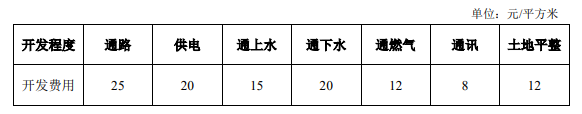 单位：元/平方米
开发程度 通路 供电 通上水 通下水 通燃气 通讯 土地平整
开发费用 25 20 15 20 12 8 12